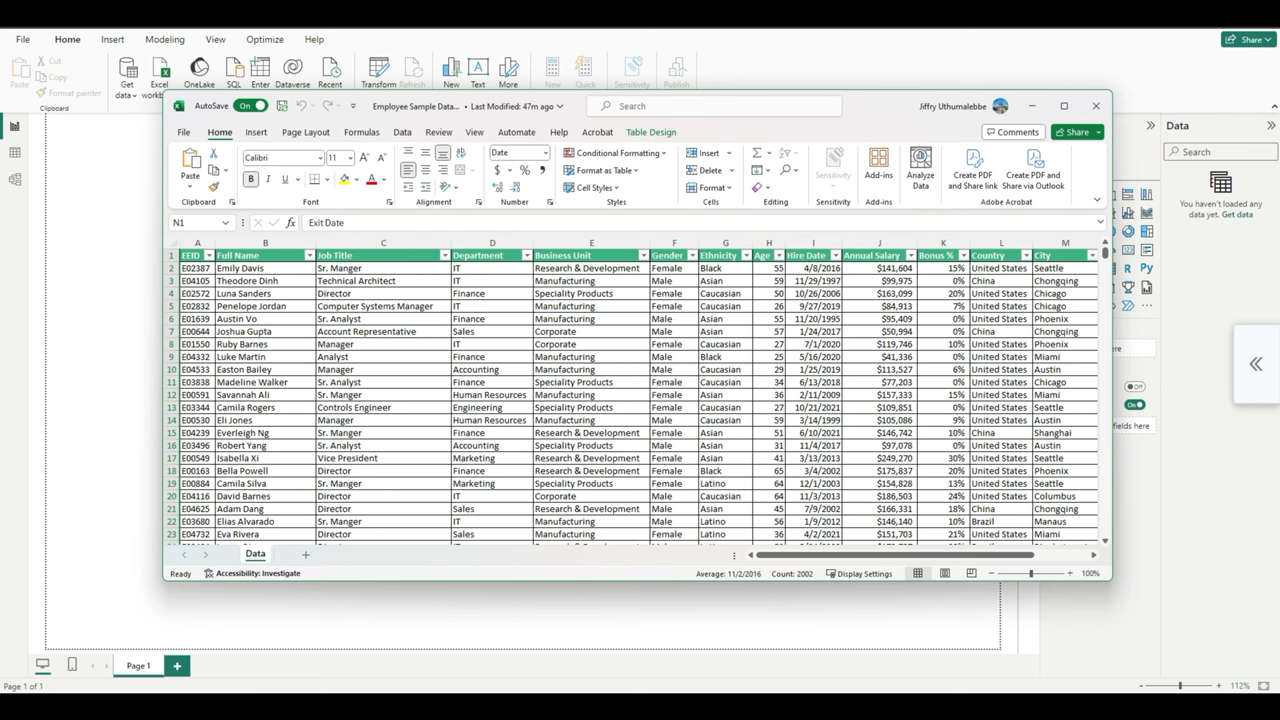 File Home Insert Modeling View Optimize Help Share
Paste Cut Copy Format painter Clipboard
Get data Excel workb OneLake SQL Enter Dataverse Recent Transform Refresh New Text More New Quick Sensitivity Publish
AutoSave On Employee Sample Data... • Last Modified: 47m ago Search Jiffry Uthumalebbe
File Home Insert Page Layout Formulas Data Review View Automate Help Acrobat Table Design Comments Share
Paste Calibri 11 Date Conditional Formatting Insert
Format as Table Delete Sensitivity Add-ins Analyze Data Create PDF and Share link Create PDF and Share via Outlook
B I U A $ % Cell Styles Format
Clipboard Font Alignment Number Styles Cells Editing Sensitivity Add-ins Adobe Acrobat
N1 fx Exit Date
A B C D E F G H I J K L M
1 EEID Full Name Job Title Department Business Unit Gender Ethnicity Age Hire Date Annual Salary Bonus % Country City
2 E02387 Emily Davis Sr. Manger IT Research & Development Female Black 55 4/8/2016 $141,604 15% United States Seattle
3 E04105 Theodore Dinh Technical Architect IT Manufacturing Male Asian 59 11/29/1997 $99,975 0% China Chongqing
4 E02572 Luna Sanders Director Finance Speciality Products Female Caucasian 50 10/26/2006 $163,099 20% United States Chicago
5 E02832 Penelope Jordan Computer Systems Manager IT Manufacturing Female Caucasian 26 9/27/2019 $84,913 7% United States Chicago
6 E01639 Austin Vo Sr. Analyst Finance Manufacturing Male Asian 55 11/20/1995 $95,409 0% United States Phoenix
7 E00644 Joshua Gupta Account Representative Sales Corporate Male Asian 57 1/24/2017 $50,994 0% China Chongqing
8 E01550 Ruby Barnes Manager IT Corporate Female Caucasian 27 7/1/2020 $119,746 10% United States Phoenix
9 E04332 Luke Martin Analyst Finance Manufacturing Male Black 25 5/16/2020 $41,336 0% United States Miami
10 E04533 Easton Bailey Manager Accounting Manufacturing Male Caucasian 29 1/25/2019 $113,527 6% United States Austin
11 E03838 Madeline Walker Sr. Analyst Finance Speciality Products Female Caucasian 34 6/13/2018 $77,203 0% United States Chicago
12 E00591 Savannah Ali Sr. Manger Human Resources Manufacturing Female Asian 36 2/11/2009 $157,333 15% United States Miami
13 E03344 Camila Rogers Controls Engineer Engineering Speciality Products Female Caucasian 27 10/21/2021 $109,851 0% United States Seattle
14 E00530 Eli Jones Manager Human Resources Manufacturing Male Caucasian 59 3/14/1999 $105,086 9% United States Austin
15 E04239 Everleigh Ng Sr. Manger Finance Research & Development Female Asian 51 6/10/2021 $146,742 10% China Shanghai
16 E03496 Robert Yang Sr. Analyst Accounting Speciality Products Male Asian 31 11/4/2017 $97,078 0% United States Austin
17 E00549 Isabella Xi Vice President Marketing Research & Development Female Asian 41 3/13/2013 $249,270 30% United States Seattle
18 E00163 Bella Powell Director Finance Research & Development Female Black 65 3/4/2002 $175,837 20% United States Phoenix
19 E00884 Camila Silva Sr. Manger Marketing Speciality Products Female Latino 64 12/1/2003 $154,828 13% United States Seattle
20 E04116 David Barnes Director IT Corporate Male Caucasian 64 11/3/2013 $186,503 24% United States Columbus
21 E04625 Adam Dang Director Sales Research & Development Male Asian 45 7/9/2002 $166,331 18% China Chongqing
22 E03680 Elias Alvarado Sr. Manger IT Manufacturing Male Latino 56 1/9/2012 $146,140 10% Brazil Manaus
23 E04732 Eva Rivera Director Sales Manufacturing Female Latino 36 4/2/2021 $151,703 21% United States Miami
Data
Ready Accessibility: Investigate Average: 11/2/2016 Count: 2002 Display Settings 100%
Data
Search
You haven't loaded any data yet. Get data
R Py
here
Off
On
fields here
Page 1
Page 1 of 1 112%